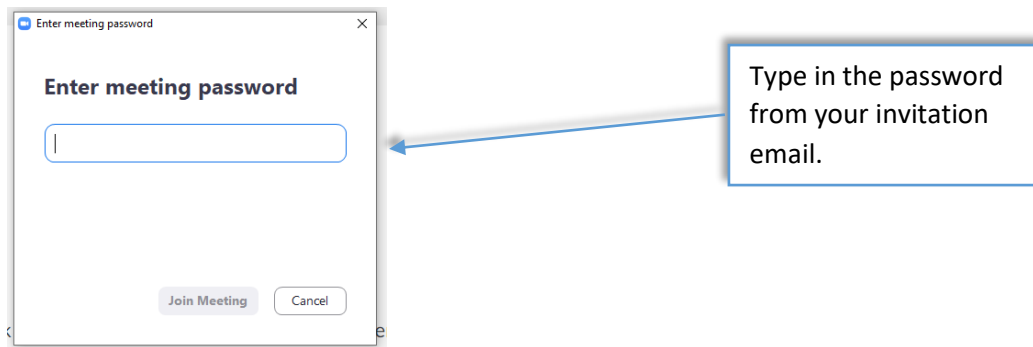 Enter meeting password
Enter meeting password
Type in the password
from your invitation
email.
Join Meeting
Cancel